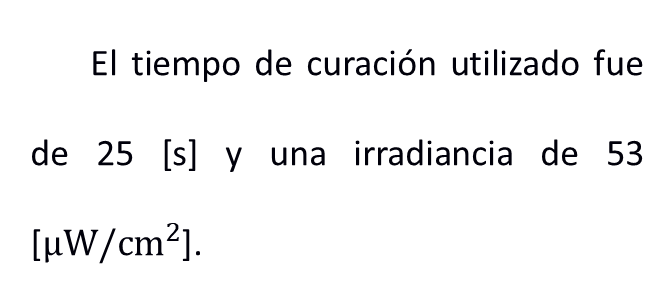 El tiempo de curación utilizado fue
de 25 [s] y una irradiancia de 53
[μW/cm²].